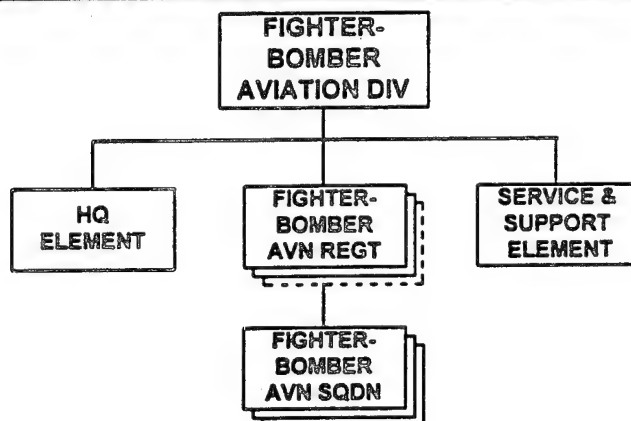 FIGHTER-
BOMBER
AVIATION DIV
HQ
ELEMENT
FIGHTER-
BOMBER
AVN REGT
SERVICE &
SUPPORT
ELEMENT
FIGHTER-
BOMBER
AVN SQDN